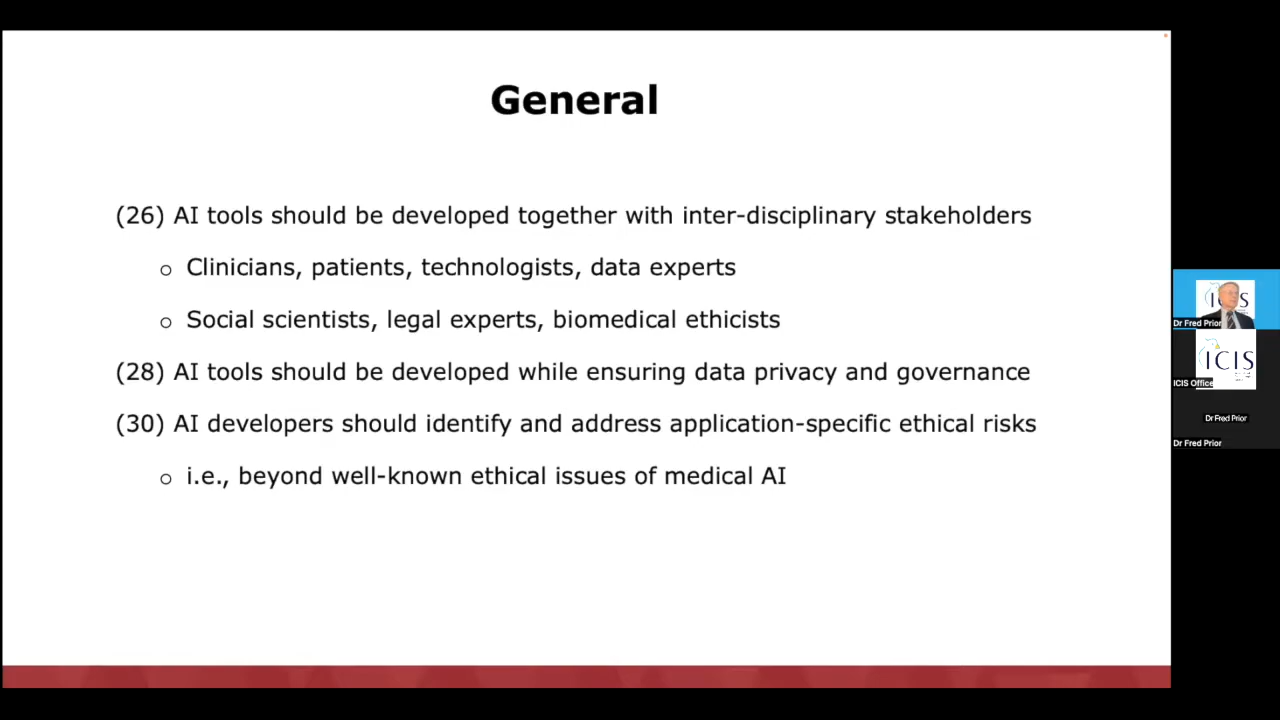 General
(26) AI tools should be developed together with inter-disciplinary stakeholders
o Clinicians, patients, technologists, data experts
o Social scientists, legal experts, biomedical ethicists
(28) AI tools should be developed while ensuring data privacy and governance
(30) AI developers should identify and address application-specific ethical risks
o i.e., beyond well-known ethical issues of medical AI
ICIS
Dr Fred Prior
ICIS
ICIS Office
Dr Fred Prior
Dr Fred Prior